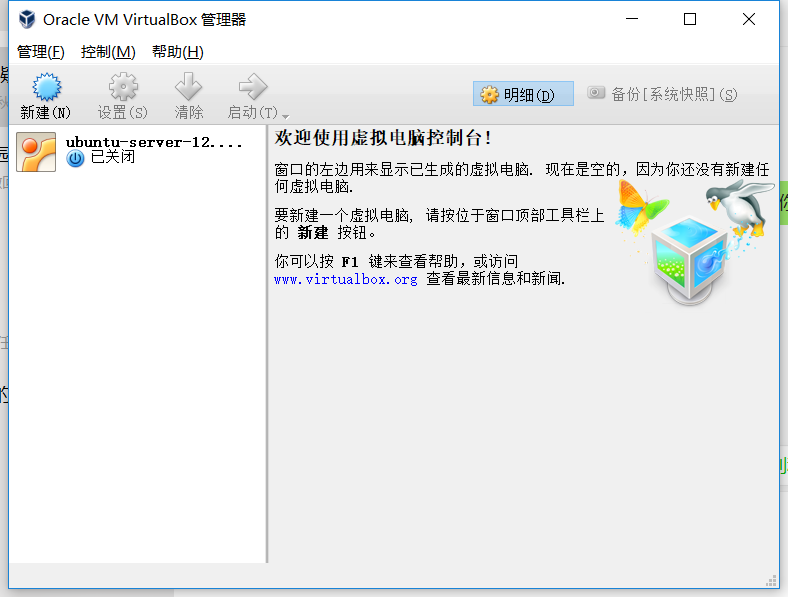 Oracle VM VirtualBox 管理器
管理(F) 控制(M) 帮助(H)
新建(N) 设置(S) 清除 启动(T) 明细(D) 备份[系统快照](S)
ubuntu-server-12....
已关闭
欢迎使用虚拟电脑控制台!
窗口的左边用来显示已生成的虚拟电脑. 现在是空的，因为你还没有新建任
何虚拟电脑.
要新建一个虚拟电脑, 请按位于窗口顶部工具栏上
的 新建 按钮。
你可以按 F1 键来查看帮助，或访问
www.virtualbox.org 查看最新信息和新闻.